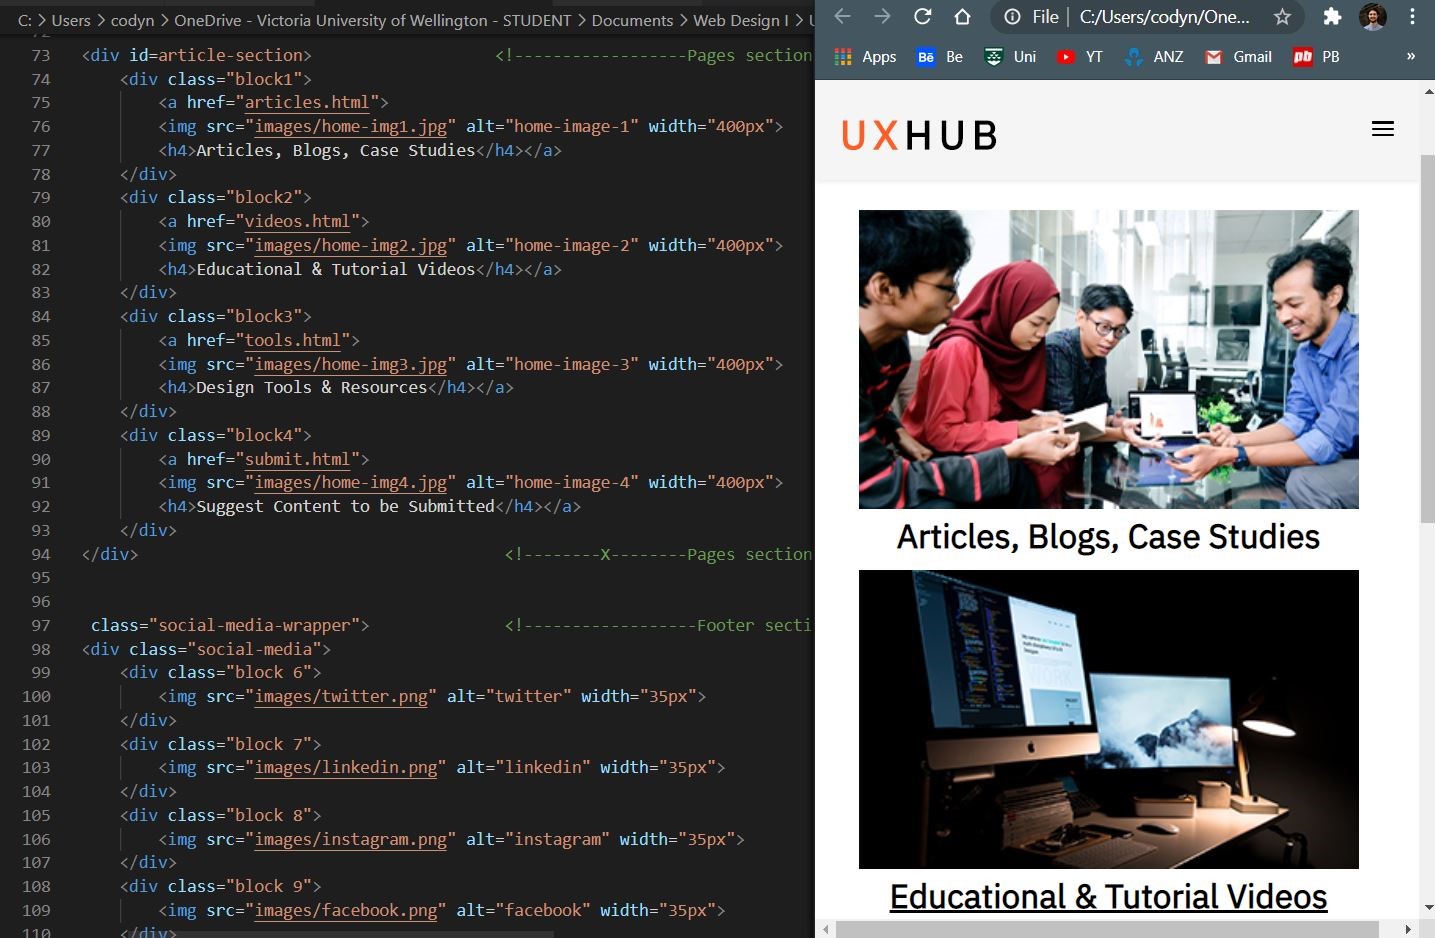 C: > Users > codyn > OneDrive - Victoria University of Wellington - STUDENT > Documents > Web Design I > U
73 <div id=article-section> <!------------------Pages section
74 <div class="block1">
75 <a href="articles.html">
76 <img src="images/home-img1.jpg" alt="home-image-1" width="400px">
77 <h4>Articles, Blogs, Case Studies</h4></a>
78 </div>
79 <div class="block2">
80 <a href="videos.html">
81 <img src="images/home-img2.jpg" alt="home-image-2" width="400px">
82 <h4>Educational & Tutorial Videos</h4></a>
83 </div>
84 <div class="block3">
85 <a href="tools.html">
86 <img src="images/home-img3.jpg" alt="home-image-3" width="400px">
87 <h4>Design Tools & Resources</h4></a>
88 </div>
89 <div class="block4">
90 <a href="submit.html">
91 <img src="images/home-img4.jpg" alt="home-image-4" width="400px">
92 <h4>Suggest Content to be Submitted</h4></a>
93 </div>
94 </div> <!--------X--------Pages section
95
96
97 class="social-media-wrapper"> <!------------------Footer secti
98 <div class="social-media">
99 <div class="block 6">
100 <img src="images/twitter.png" alt="twitter" width="35px">
101 </div>
102 <div class="block 7">
103 <img src="images/linkedin.png" alt="linkedin" width="35px">
104 </div>
105 <div class="block 8">
106 <img src="images/instagram.png" alt="instagram" width="35px">
107 </div>
108 <div class="block 9">
109 <img src="images/facebook.png" alt="facebook" width="35px">
110 </div>
File | C:/Users/codyn/One...
Apps Bē Be Uni YT ANZ Gmail pb PB »
UXHUB
Articles, Blogs, Case Studies
WORK
Educational & Tutorial Videos